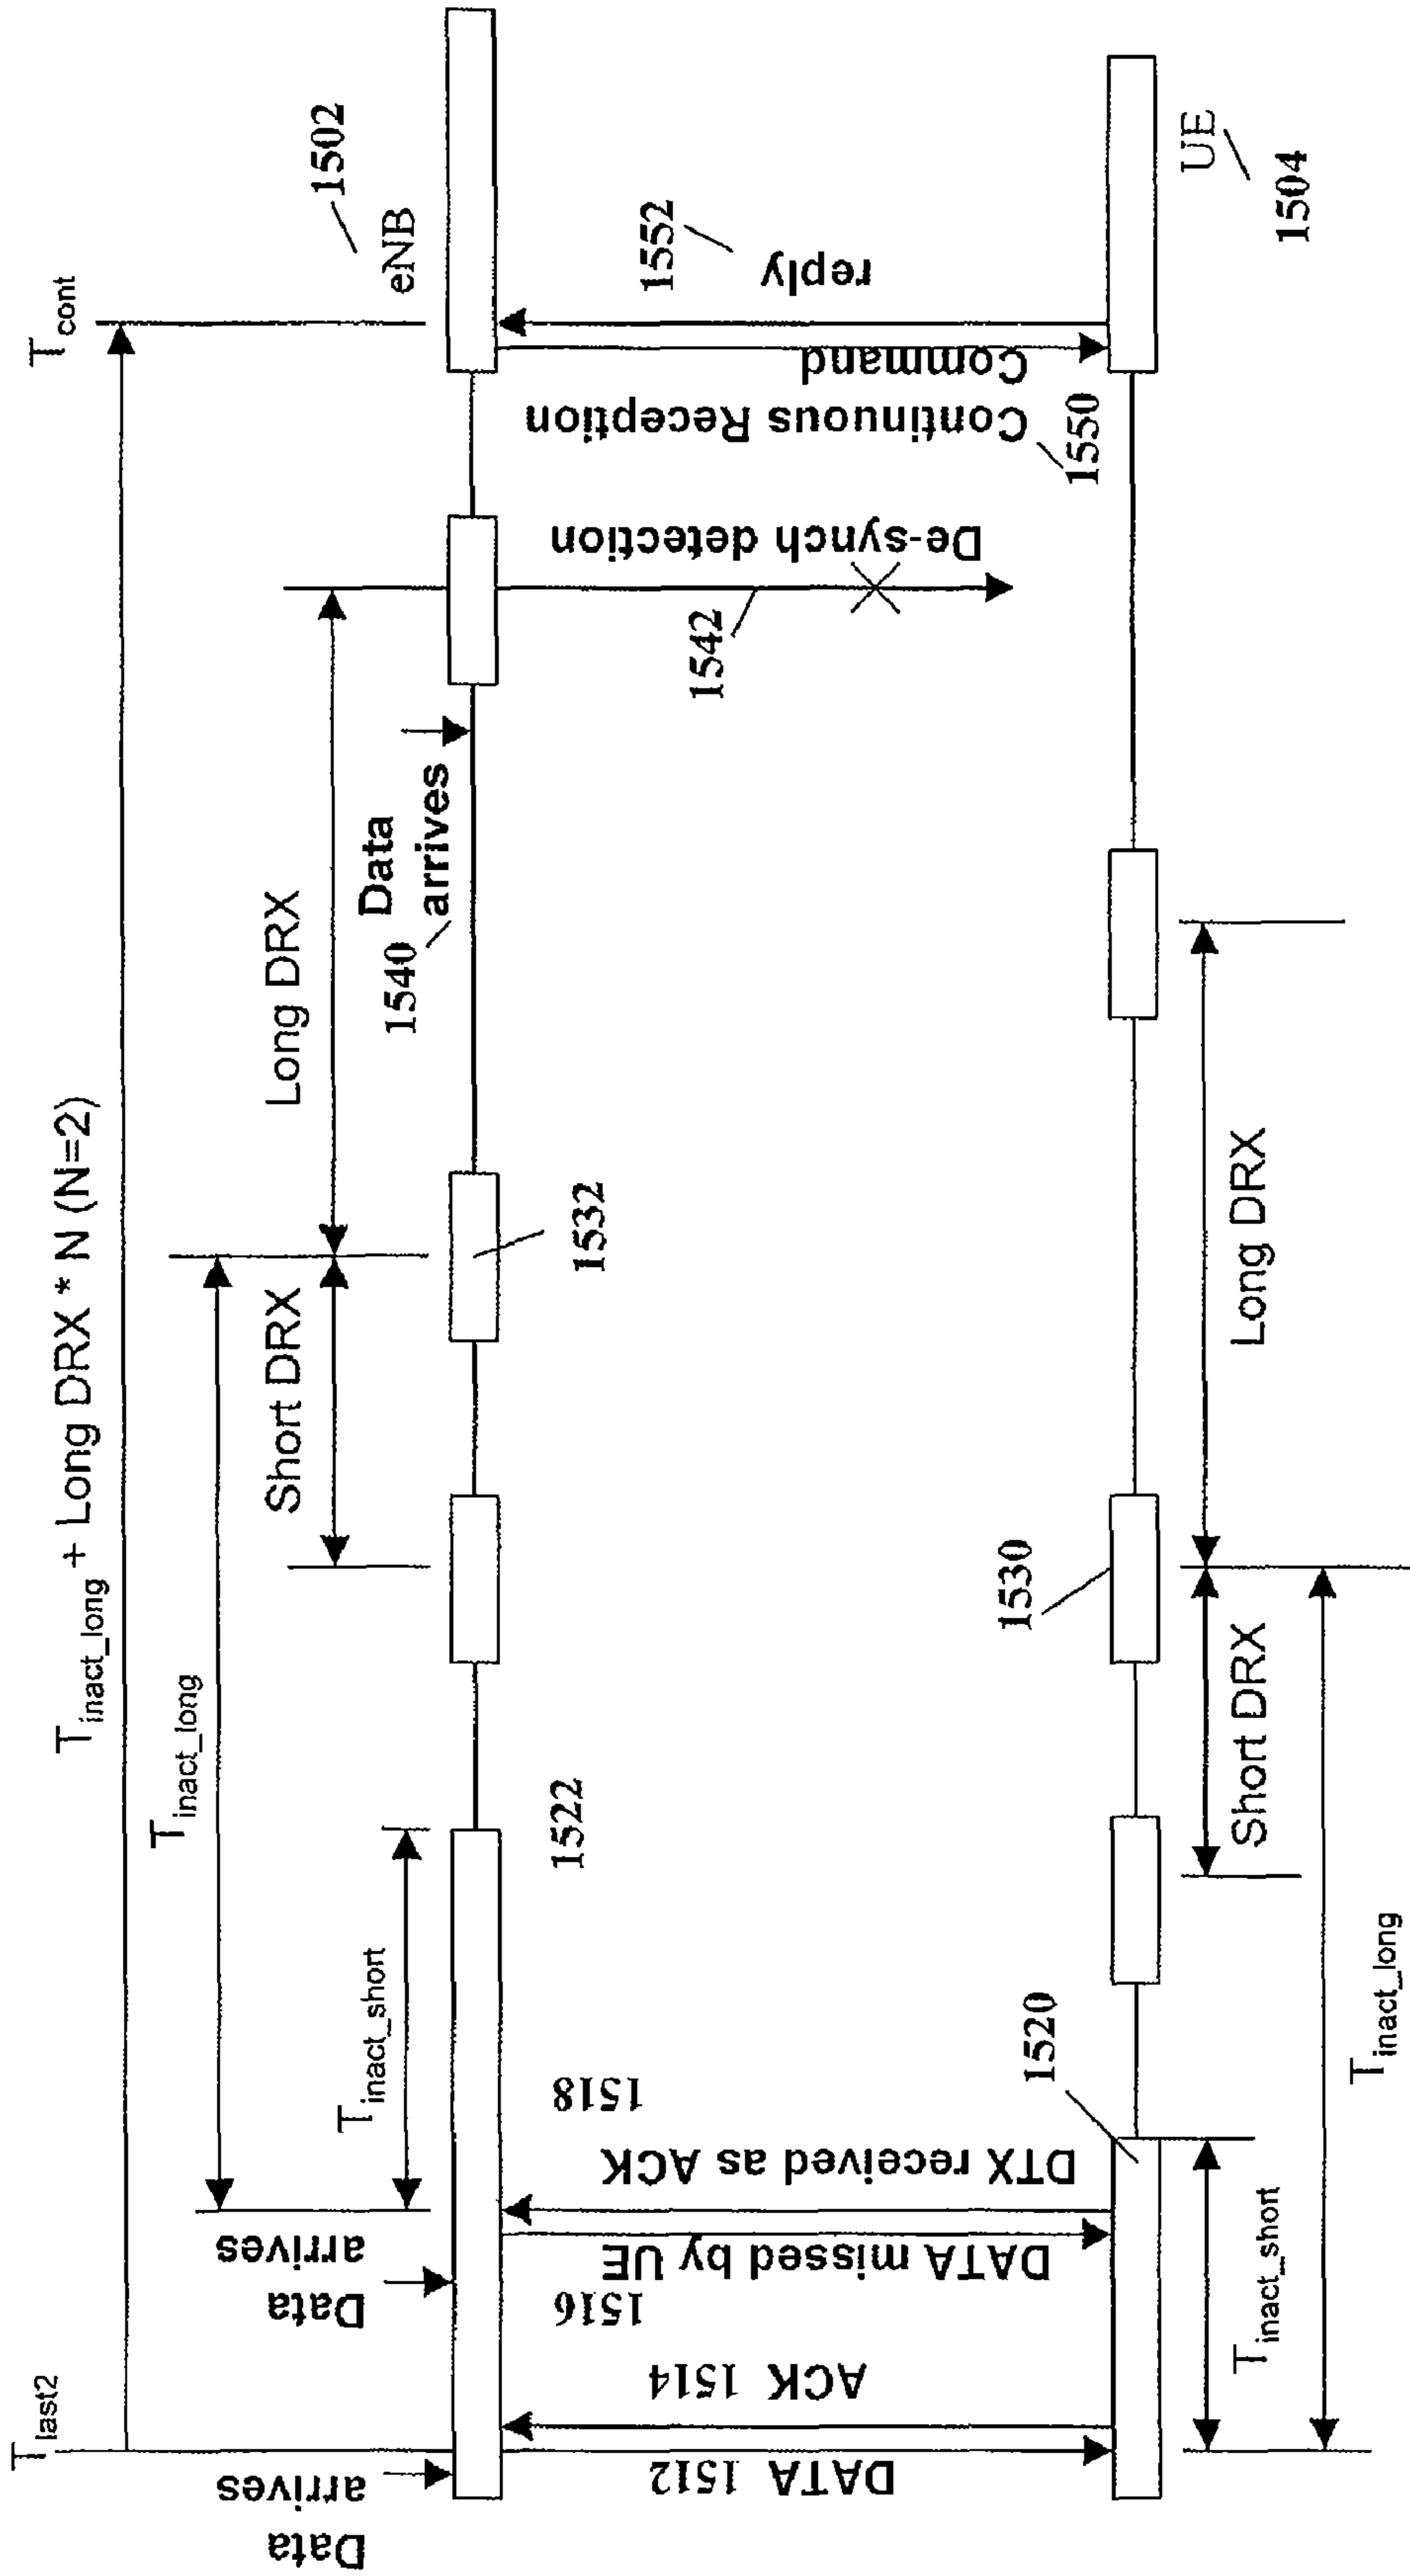 T_last2
T_inact_long + Long DRX * N (N=2)
T_cont
T_inact_long
Short DRX
Long DRX
T_inact_short
Data
arrives
Data
arrives
1540
Data
arrives
eNB
1502
DATA 1512
ACK 1514
1516
DATA missed by UE
DTX received as ACK
1518
1522
1532
1542
De-synch detection
Continuous Reception
Command
1550
reply
1552
1520
1530
UE
1504
T_inact_short
Short DRX
Long DRX
T_inact_long